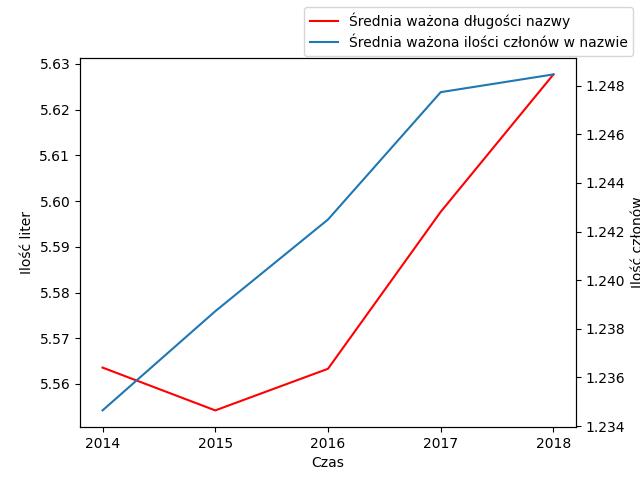 Średnia ważona długości nazwy
Średnia ważona ilości członów w nazwie
5.63
5.62
5.61
5.60
5.59
5.58
5.57
5.56
Ilość liter
1.248
1.246
1.244
1.242
1.240
1.238
1.236
1.234
Ilość członów
2014 2015 2016 2017 2018
Czas